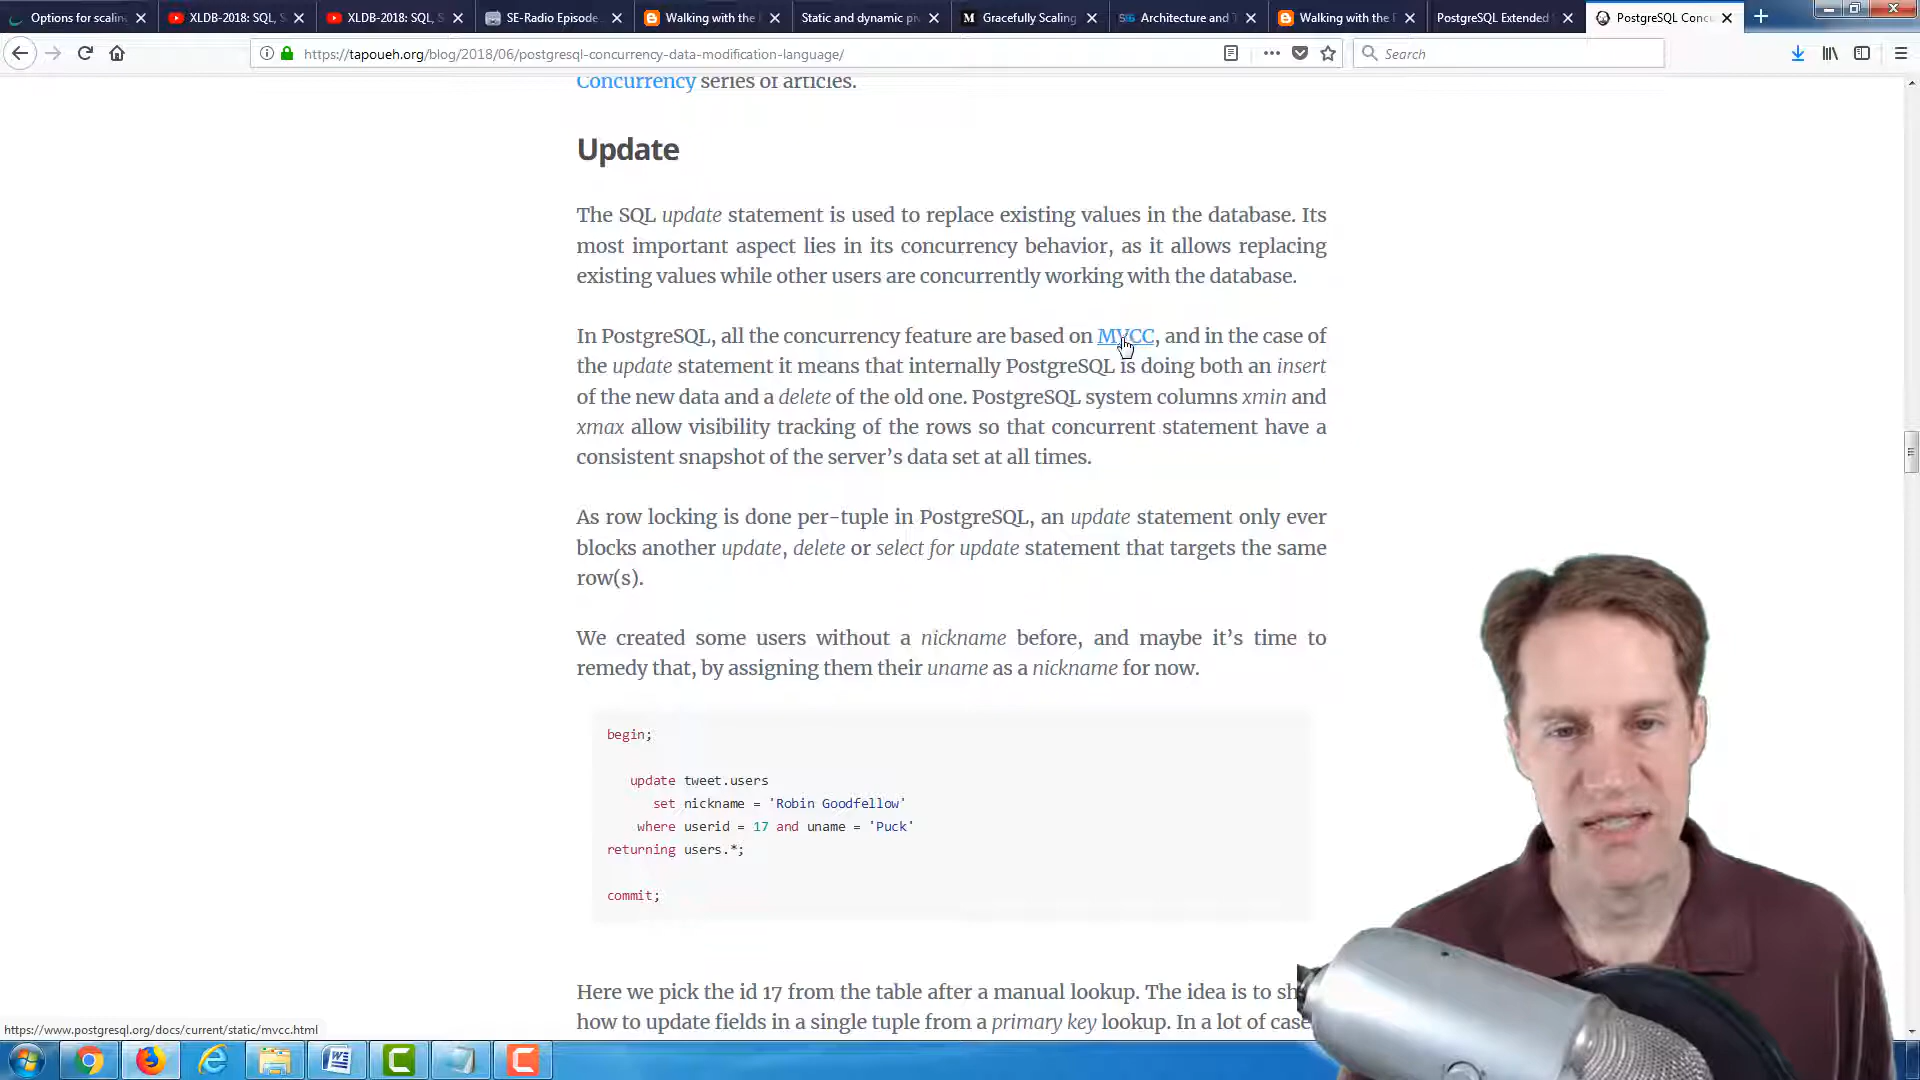 Options for scalin
XLDB-2018: SQL, S
XLDB-2018: SQL, S
SE-Radio Episode
Walking with the
Static and dynamic p
Gracefully Scaling
Architecture and T
Walking with the
PostgreSQL Extended
PostgreSQL Concu
https://tapoueh.org/blog/2018/06/postgresql-concurrency-data-modification-language/
Search
Concurrency series of articles.
Update
The SQL update statement is used to replace existing values in the database. Its
most important aspect lies in its concurrency behavior, as it allows replacing
existing values while other users are concurrently working with the database.
In PostgreSQL, all the concurrency feature are based on MVCC, and in the case of
the update statement it means that internally PostgreSQL is doing both an insert
of the new data and a delete of the old one. PostgreSQL system columns xmin and
xmax allow visibility tracking of the rows so that concurrent statement have a
consistent snapshot of the server's data set at all times.
As row locking is done per-tuple in PostgreSQL, an update statement only ever
blocks another update, delete or select for update statement that targets the same
row(s).
We created some users without a nickname before, and maybe it's time to
remedy that, by assigning them their uname as a nickname for now.
begin;
update tweet.users
set nickname = 'Robin Goodfellow'
where userid = 17 and uname = 'Puck'
returning users.*;
commit;
Here we pick the id 17 from the table after a manual lookup. The idea is to sh
how to update fields in a single tuple from a primary key lookup. In a lot of case
https://www.postgresql.org/docs/current/static/mvcc.html